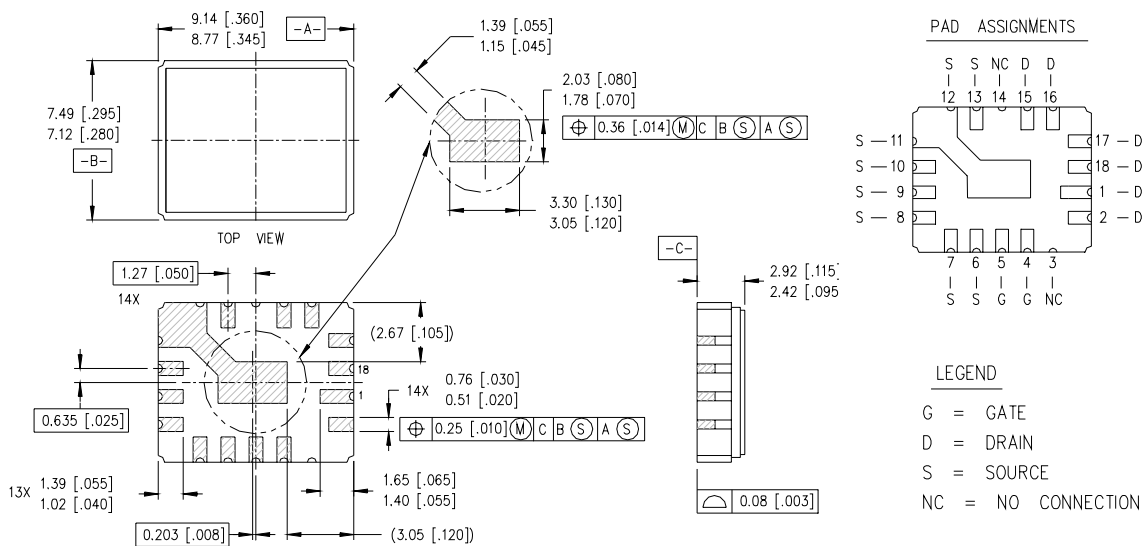 9.14 [.360]
8.77 [.345]
-A-
7.49 [.295]
7.12 [.280]
-B-
TOP VIEW
1.39 [.055]
1.15 [.045]
2.03 [.080]
1.78 [.070]
⌖ 0.36 [.014] Ⓜ C B Ⓢ A Ⓢ
3.30 [.130]
3.05 [.120]
PAD ASSIGNMENTS
S S NC D D
12 13 14 15 16
S — 11
S — 10
S — 9
S — 8
17 — D
18 — D
1 — D
2 — D
7 6 5 4 3
S S G G NC
1.27 [.050]
14X
(2.67 [.105])
18
1
0.635 [.025]
14X
0.76 [.030]
0.51 [.020]
⌖ 0.25 [.010] Ⓜ C B Ⓢ A Ⓢ
13X
1.39 [.055]
1.02 [.040]
1.65 [.065]
1.40 [.055]
0.203 [.008]
(3.05 [.120])
-C-
2.92 [.115]
2.42 [.095
⌓ 0.08 [.003]
LEGEND
G = GATE
D = DRAIN
S = SOURCE
NC = NO CONNECTION